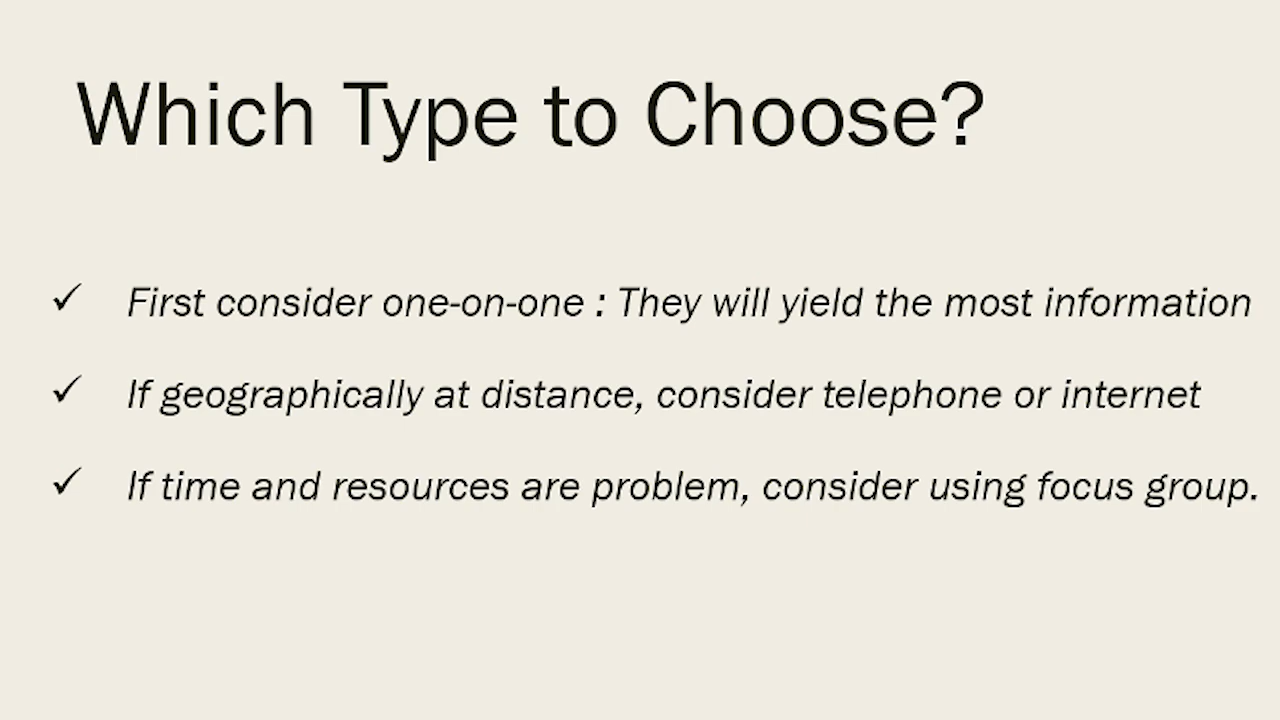 Which Type to Choose?
✓ First consider one-on-one : They will yield the most information
✓ If geographically at distance, consider telephone or internet
✓ If time and resources are problem, consider using focus group.